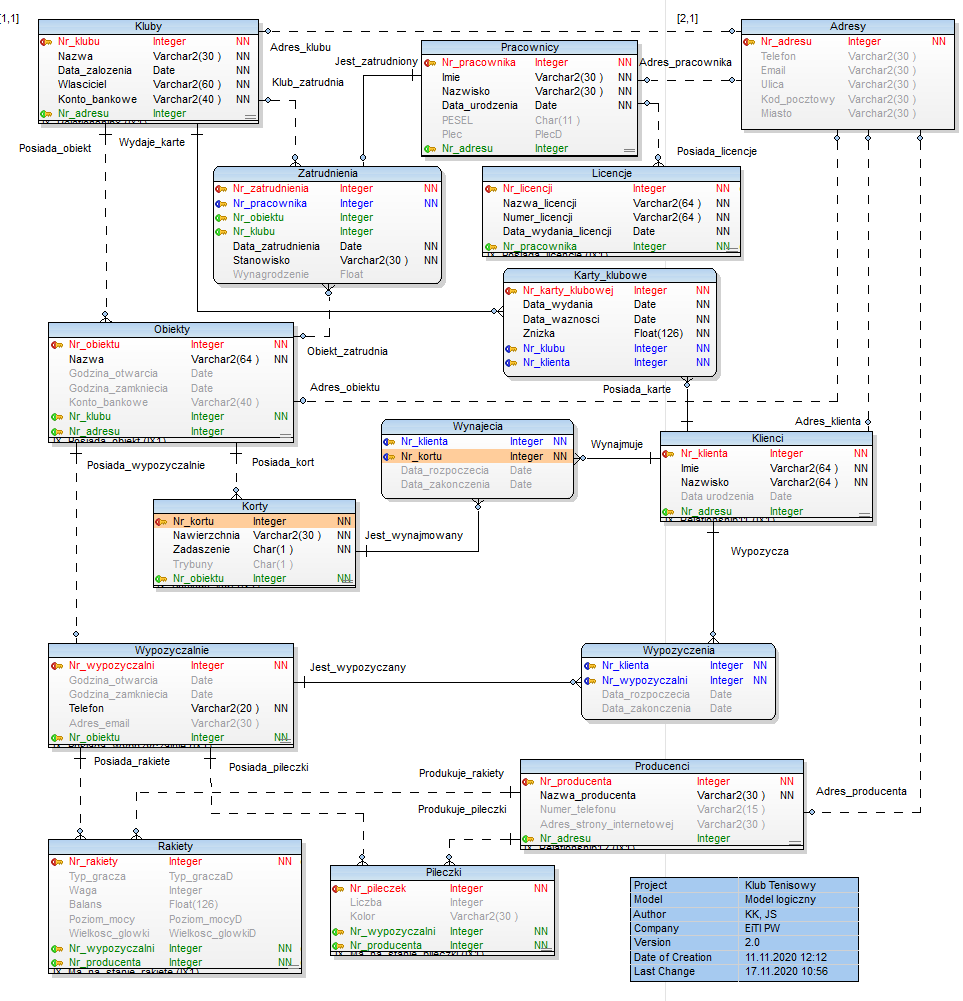 [1,1]
[2,1]
Kluby
Nr_klubu Integer NN
Nazwa Varchar2(30 ) NN
Data_zalozenia Date NN
Wlasciciel Varchar2(60 ) NN
Konto_bankowe Varchar2(40 ) NN
Nr_adresu Integer
Adres_klubu
Klub_zatrudnia
Jest_zatrudniony
Pracownicy
Nr_pracownika Integer NN
Imie Varchar2(30 ) NN
Nazwisko Varchar2(30 ) NN
Data_urodzenia Date NN
PESEL Char(11 )
Plec PlecD
Nr_adresu Integer
Adres_pracownika
Adresy
Nr_adresu Integer NN
Telefon Varchar2(30 )
Email Varchar2(30 )
Ulica Varchar2(30 )
Kod_pocztowy Varchar2(30 )
Miasto Varchar2(30 )
Posiada_obiekt
Wydaje_karte
Posiada_licencje
Zatrudnienia
Nr_zatrudnienia Integer NN
Nr_pracownika Integer NN
Nr_obiektu Integer
Nr_klubu Integer
Data_zatrudnienia Date NN
Stanowisko Varchar2(30 ) NN
Wynagrodzenie Float
Licencje
Nr_licencji Integer NN
Nazwa_licencji Varchar2(64 ) NN
Numer_licencji Varchar2(64 ) NN
Data_wydania_licencji Date NN
Nr_pracownika Integer NN
IX_Posiada_licencje (IX1)
Karty_klubowe
Nr_karty_klubowej Integer NN
Data_wydania Date NN
Data_waznosci Date NN
Znizka Float(126) NN
Nr_klubu Integer NN
Nr_klienta Integer NN
Obiekty
Nr_obiektu Integer NN
Nazwa Varchar2(64 ) NN
Godzina_otwarcia Date
Godzina_zamkniecia Date
Konto_bankowe Varchar2(40 )
Nr_klubu Integer NN
Nr_adresu Integer
IX_Posiada_obiekt (IX1)
Obiekt_zatrudnia
Adres_obiektu
Posiada_karte
Adres_klienta
Posiada_wypozyczalnie
Posiada_kort
Wynajecia
Nr_klienta Integer NN
Nr_kortu Integer NN
Data_rozpoczecia Date
Data_zakonczenia Date
Wynajmuje
Klienci
Nr_klienta Integer NN
Imie Varchar2(64 ) NN
Nazwisko Varchar2(64 ) NN
Data urodzenia Date
Nr_adresu Integer
Korty
Nr_kortu Integer NN
Nawierzchnia Varchar2(30 ) NN
Zadaszenie Char(1 ) NN
Trybuny Char(1 )
Nr_obiektu Integer NN
Jest_wynajmowany
Wypozycza
Wypozyczalnie
Nr_wypozyczalni Integer NN
Godzina_otwarcia Date
Godzina_zamkniecia Date
Telefon Varchar2(20 ) NN
Adres_email Varchar2(30 )
Nr_obiektu Integer NN
IX_Posiada_wypozyczalnie (IX1)
Jest_wypozyczany
Wypozyczenia
Nr_klienta Integer NN
Nr_wypozyczalni Integer NN
Data_rozpoczecia Date
Data_zakonczenia Date
Posiada_rakiete
Posiada_pileczki
Produkuje_rakiety
Produkuje_pileczki
Producenci
Nr_producenta Integer NN
Nazwa_producenta Varchar2(30 ) NN
Numer_telefonu Varchar2(15 )
Adres_strony_internetowej Varchar2(30 )
Nr_adresu Integer
Adres_producenta
Rakiety
Nr_rakiety Integer NN
Typ_gracza Typ_graczaD
Waga Integer
Balans Float(126)
Poziom_mocy Poziom_mocyD
Wielkosc_glowki Wielkosc_glowkiD
Nr_wypozyczalni Integer NN
Nr_producenta Integer NN
IX_Ma_na_stanie_rakiete (IX1)
Pileczki
Nr_pileczek Integer NN
Liczba Integer
Kolor Varchar2(30 )
Nr_wypozyczalni Integer NN
Nr_producenta Integer NN
IX_Ma_na_stanie_pileczki (IX1)
Project Klub Tenisowy
Model Model logiczny
Author KK, JS
Company EiTI PW
Version 2.0
Date of Creation 11.11.2020 12:12
Last Change 17.11.2020 10:56